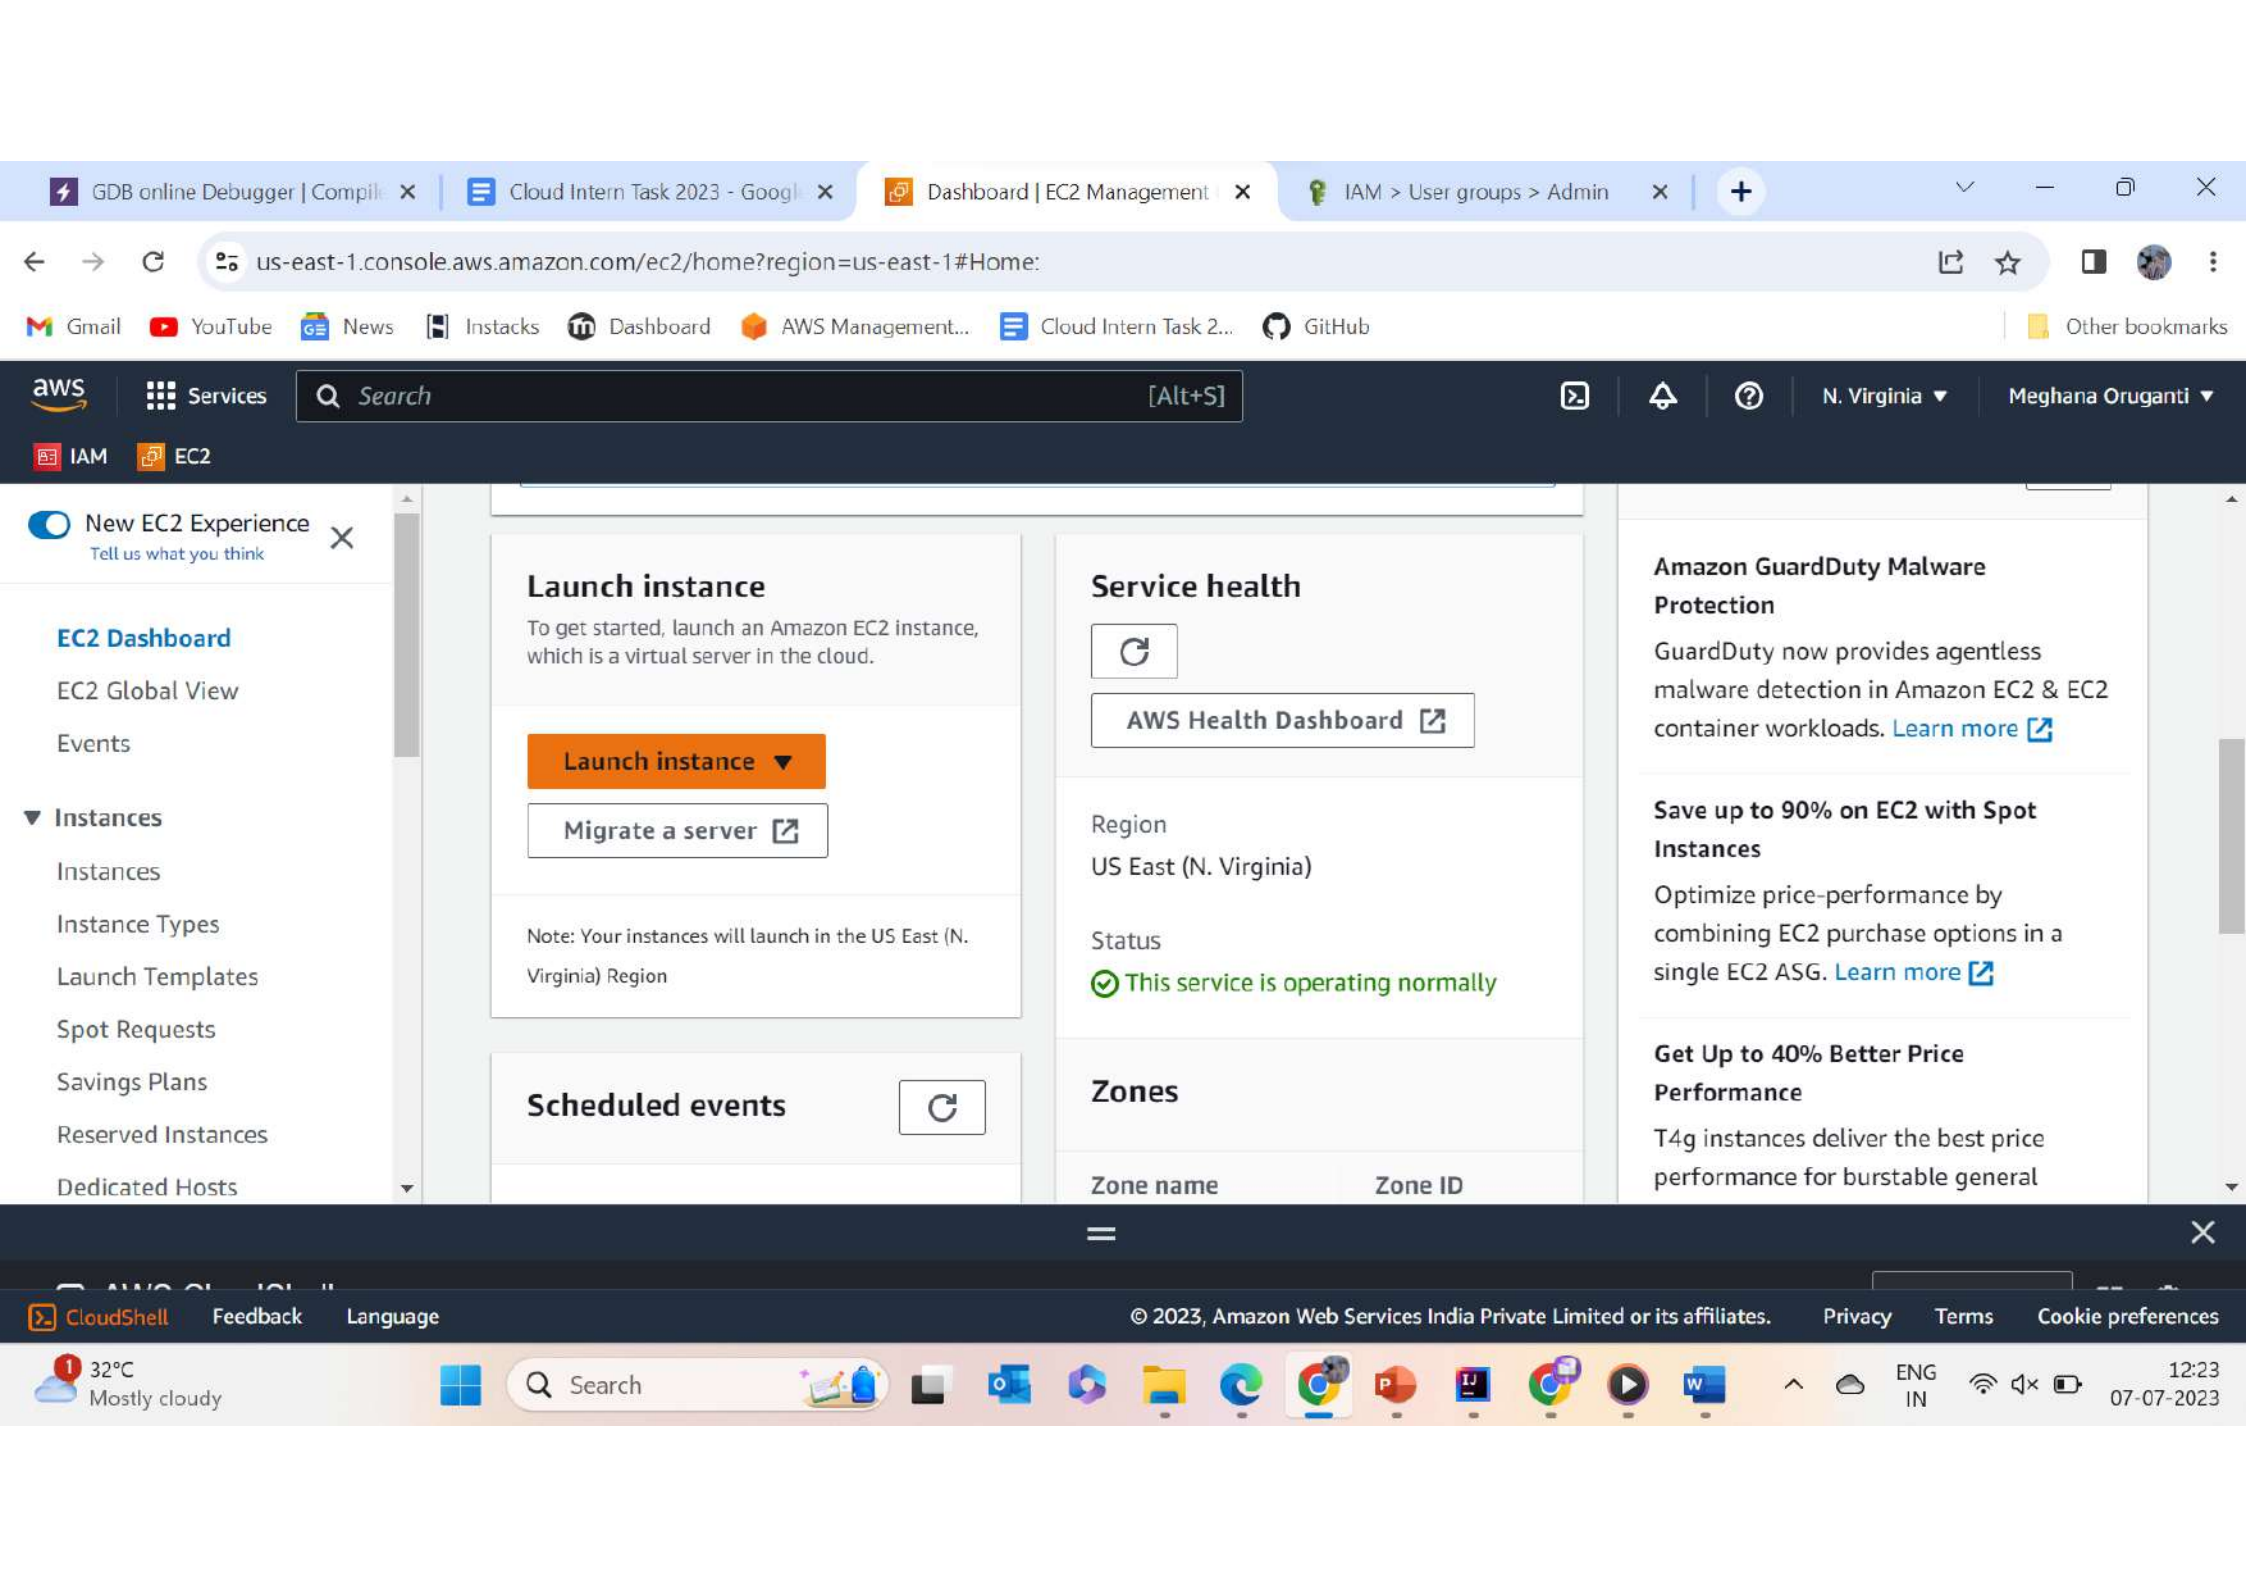 GDB online Debugger | Compile
Cloud Intern Task 2023 - Googl
Dashboard | EC2 Management
IAM > User groups > Admin
us-east-1.console.aws.amazon.com/ec2/home?region=us-east-1#Home:
Gmail
YouTube
GE News
Instacks
Dashboard
AWS Management...
Cloud Intern Task 2...
GitHub
Other bookmarks
aws
Services
Search
[Alt+S]
N. Virginia
Meghana Oruganti
IAM
EC2
New EC2 Experience
Tell us what you think
EC2 Dashboard
EC2 Global View
Events
Instances
Instances
Instance Types
Launch Templates
Spot Requests
Savings Plans
Reserved Instances
Dedicated Hosts
Launch instance
To get started, launch an Amazon EC2 instance,
which is a virtual server in the cloud.
Launch instance
Migrate a server
Note: Your instances will launch in the US East (N.
Virginia) Region
Scheduled events
Service health
AWS Health Dashboard
Region
US East (N. Virginia)
Status
This service is operating normally
Zones
Zone name
Zone ID
Amazon GuardDuty Malware
Protection
GuardDuty now provides agentless
malware detection in Amazon EC2 & EC2
container workloads. Learn more
Save up to 90% on EC2 with Spot
Instances
Optimize price-performance by
combining EC2 purchase options in a
single EC2 ASG. Learn more
Get Up to 40% Better Price
Performance
T4g instances deliver the best price
performance for burstable general
AWS CloudShell
CloudShell
Feedback
Language
© 2023, Amazon Web Services India Private Limited or its affiliates.
Privacy
Terms
Cookie preferences
1
32°C
Mostly cloudy
Search
ENG
IN
12:23
07-07-2023